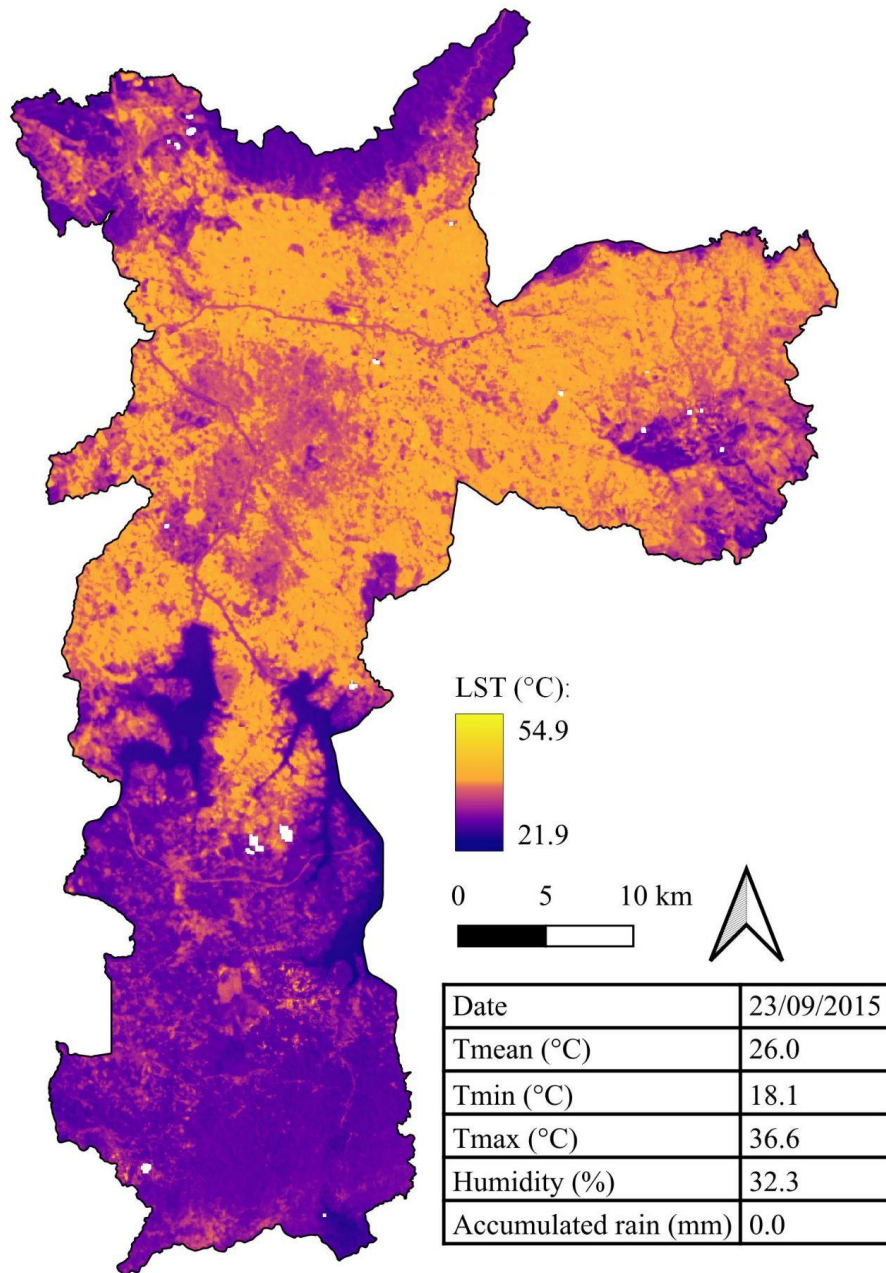 LST (°C):
54.9
21.9
0 5 10 km
Date 23/09/2015
Tmean (°C) 26.0
Tmin (°C) 18.1
Tmax (°C) 36.6
Humidity (%) 32.3
Accumulated rain (mm) 0.0